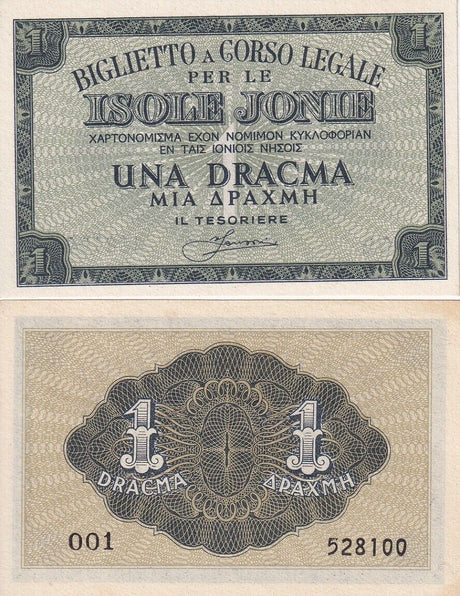 1 1
BIGLIETTO A CORSO LEGALE
PER LE
ISOLE JONIE
ΧΑΡΤΟΝΟΜΙΣΜΑ ΕΧΟΝ ΝΟΜΙΜΟΝ ΚΥΚΛΟΦΟΡΙΑΝ
ΕΝ ΤΑΙΣ ΙΟΝΙΟΙΣ ΝΗΣΟΙΣ
UNA DRACMA
ΜΙΑ ΔΡΑΧΜΗ
IL TESORIERE
1 1
1 1
DRACMA ΔΡΑΧΜΗ
001 528100